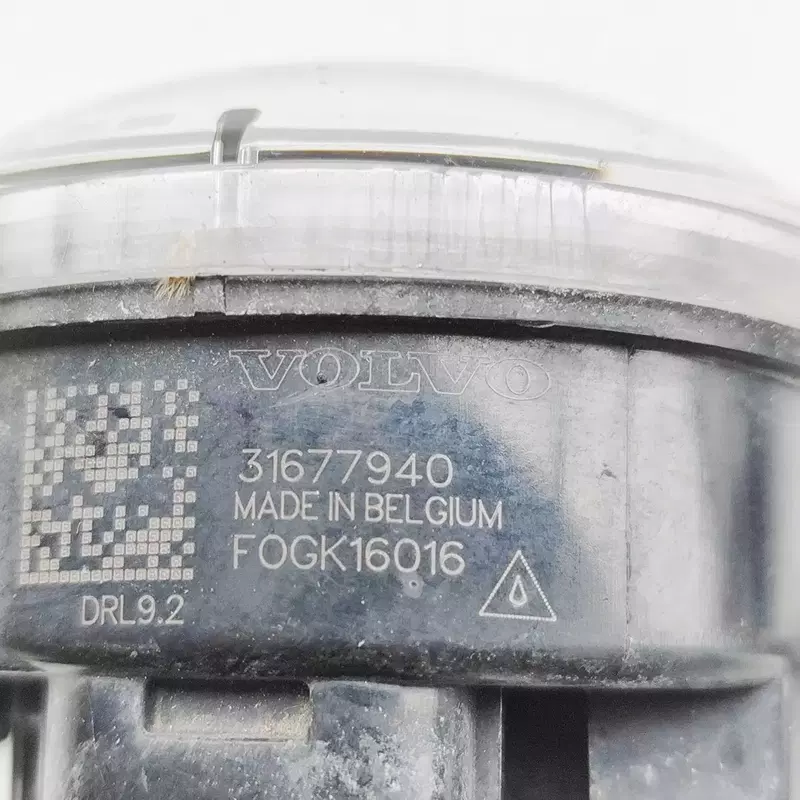 VOLVO
31677940
MADE IN BELGIUM
FOGK16016
DRL9.2